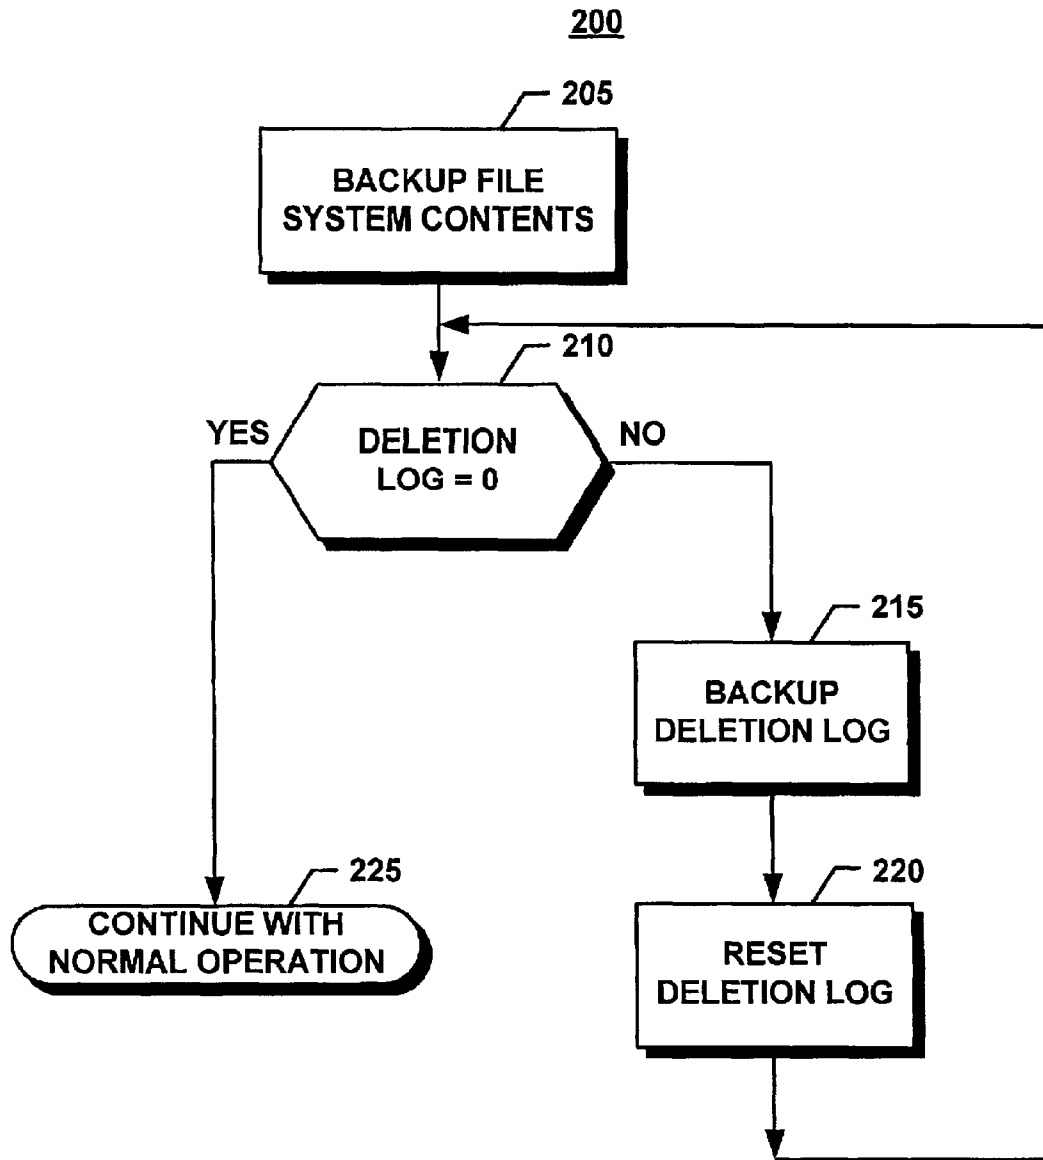 200
205
BACKUP FILE
SYSTEM CONTENTS
210
YES
DELETION
LOG = 0
NO
215
BACKUP
DELETION LOG
225
CONTINUE WITH
NORMAL OPERATION
220
RESET
DELETION LOG